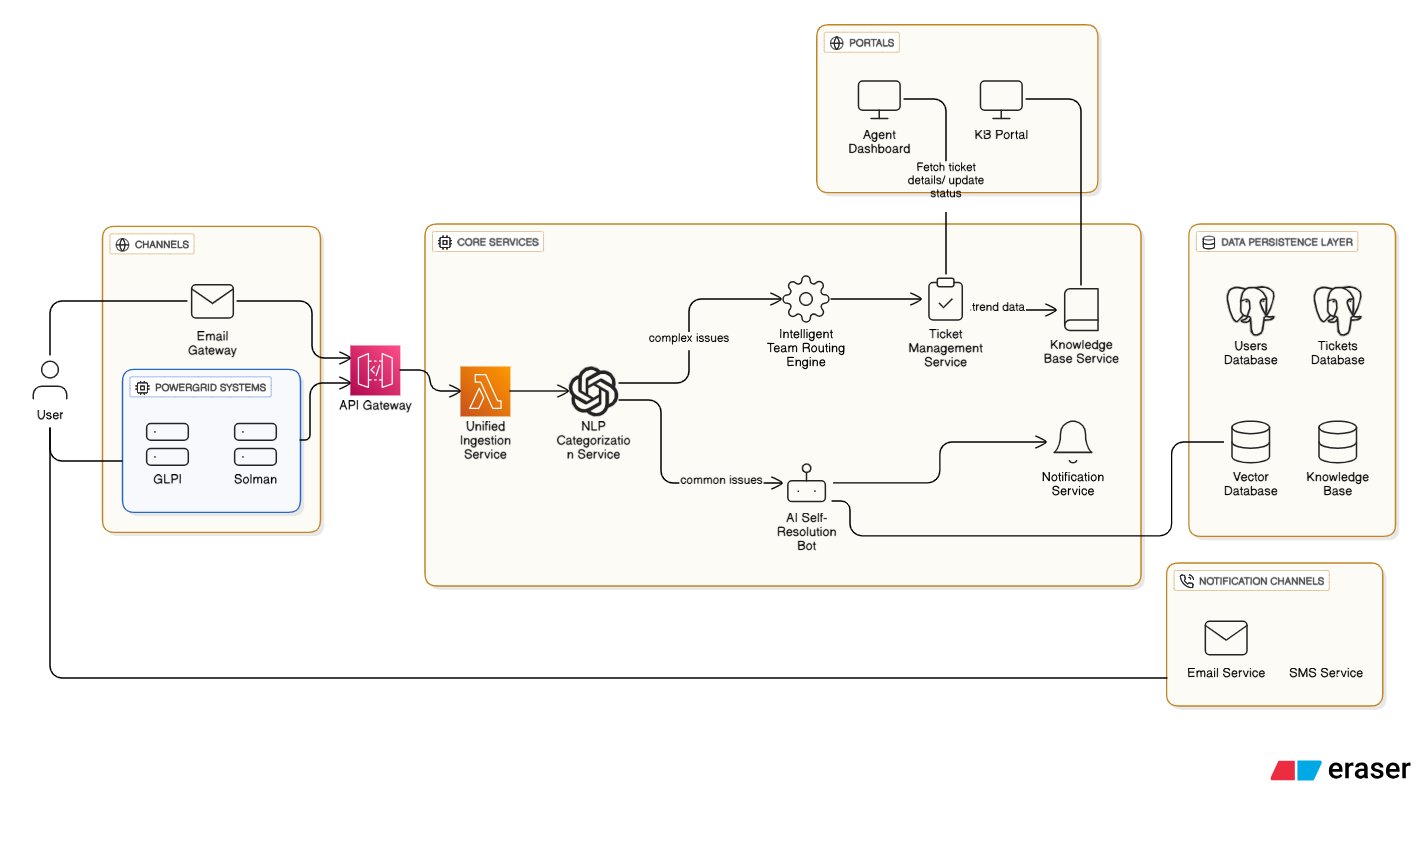 PORTALS
Agent
Dashboard
KB Portal
Fetch ticket
details/ update
status
CHANNELS
Email
Gateway
POWERGRID SYSTEMS
GLPI
Solman
User
API Gateway
CORE SERVICES
Unified
Ingestion
Service
NLP
Categorizatio
n Service
complex issues
common issues
Intelligent
Team Routing
Engine
Ticket
Management
Service
trend data
Knowledge
Base Service
AI Self-
Resolution
Bot
Notification
Service
DATA PERSISTENCE LAYER
Users
Database
Tickets
Database
Vector
Database
Knowledge
Base
NOTIFICATION CHANNELS
Email Service
SMS Service
eraser